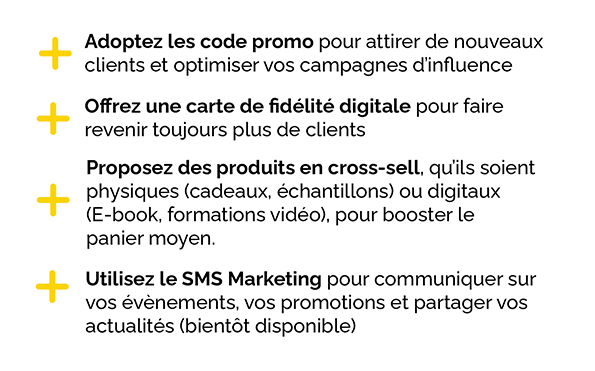 Adoptez les code promo pour attirer de nouveaux
clients et optimiser vos campagnes d'influence
Offrez une carte de fidélité digitale pour faire
revenir toujours plus de clients
Proposez des produits en cross-sell, qu'ils soient
physiques (cadeaux, échantillons) ou digitaux
(E-book, formations vidéo), pour booster le
panier moyen.
Utilisez le SMS Marketing pour communiquer sur
vos évènements, vos promotions et partager vos
actualités (bientôt disponible)